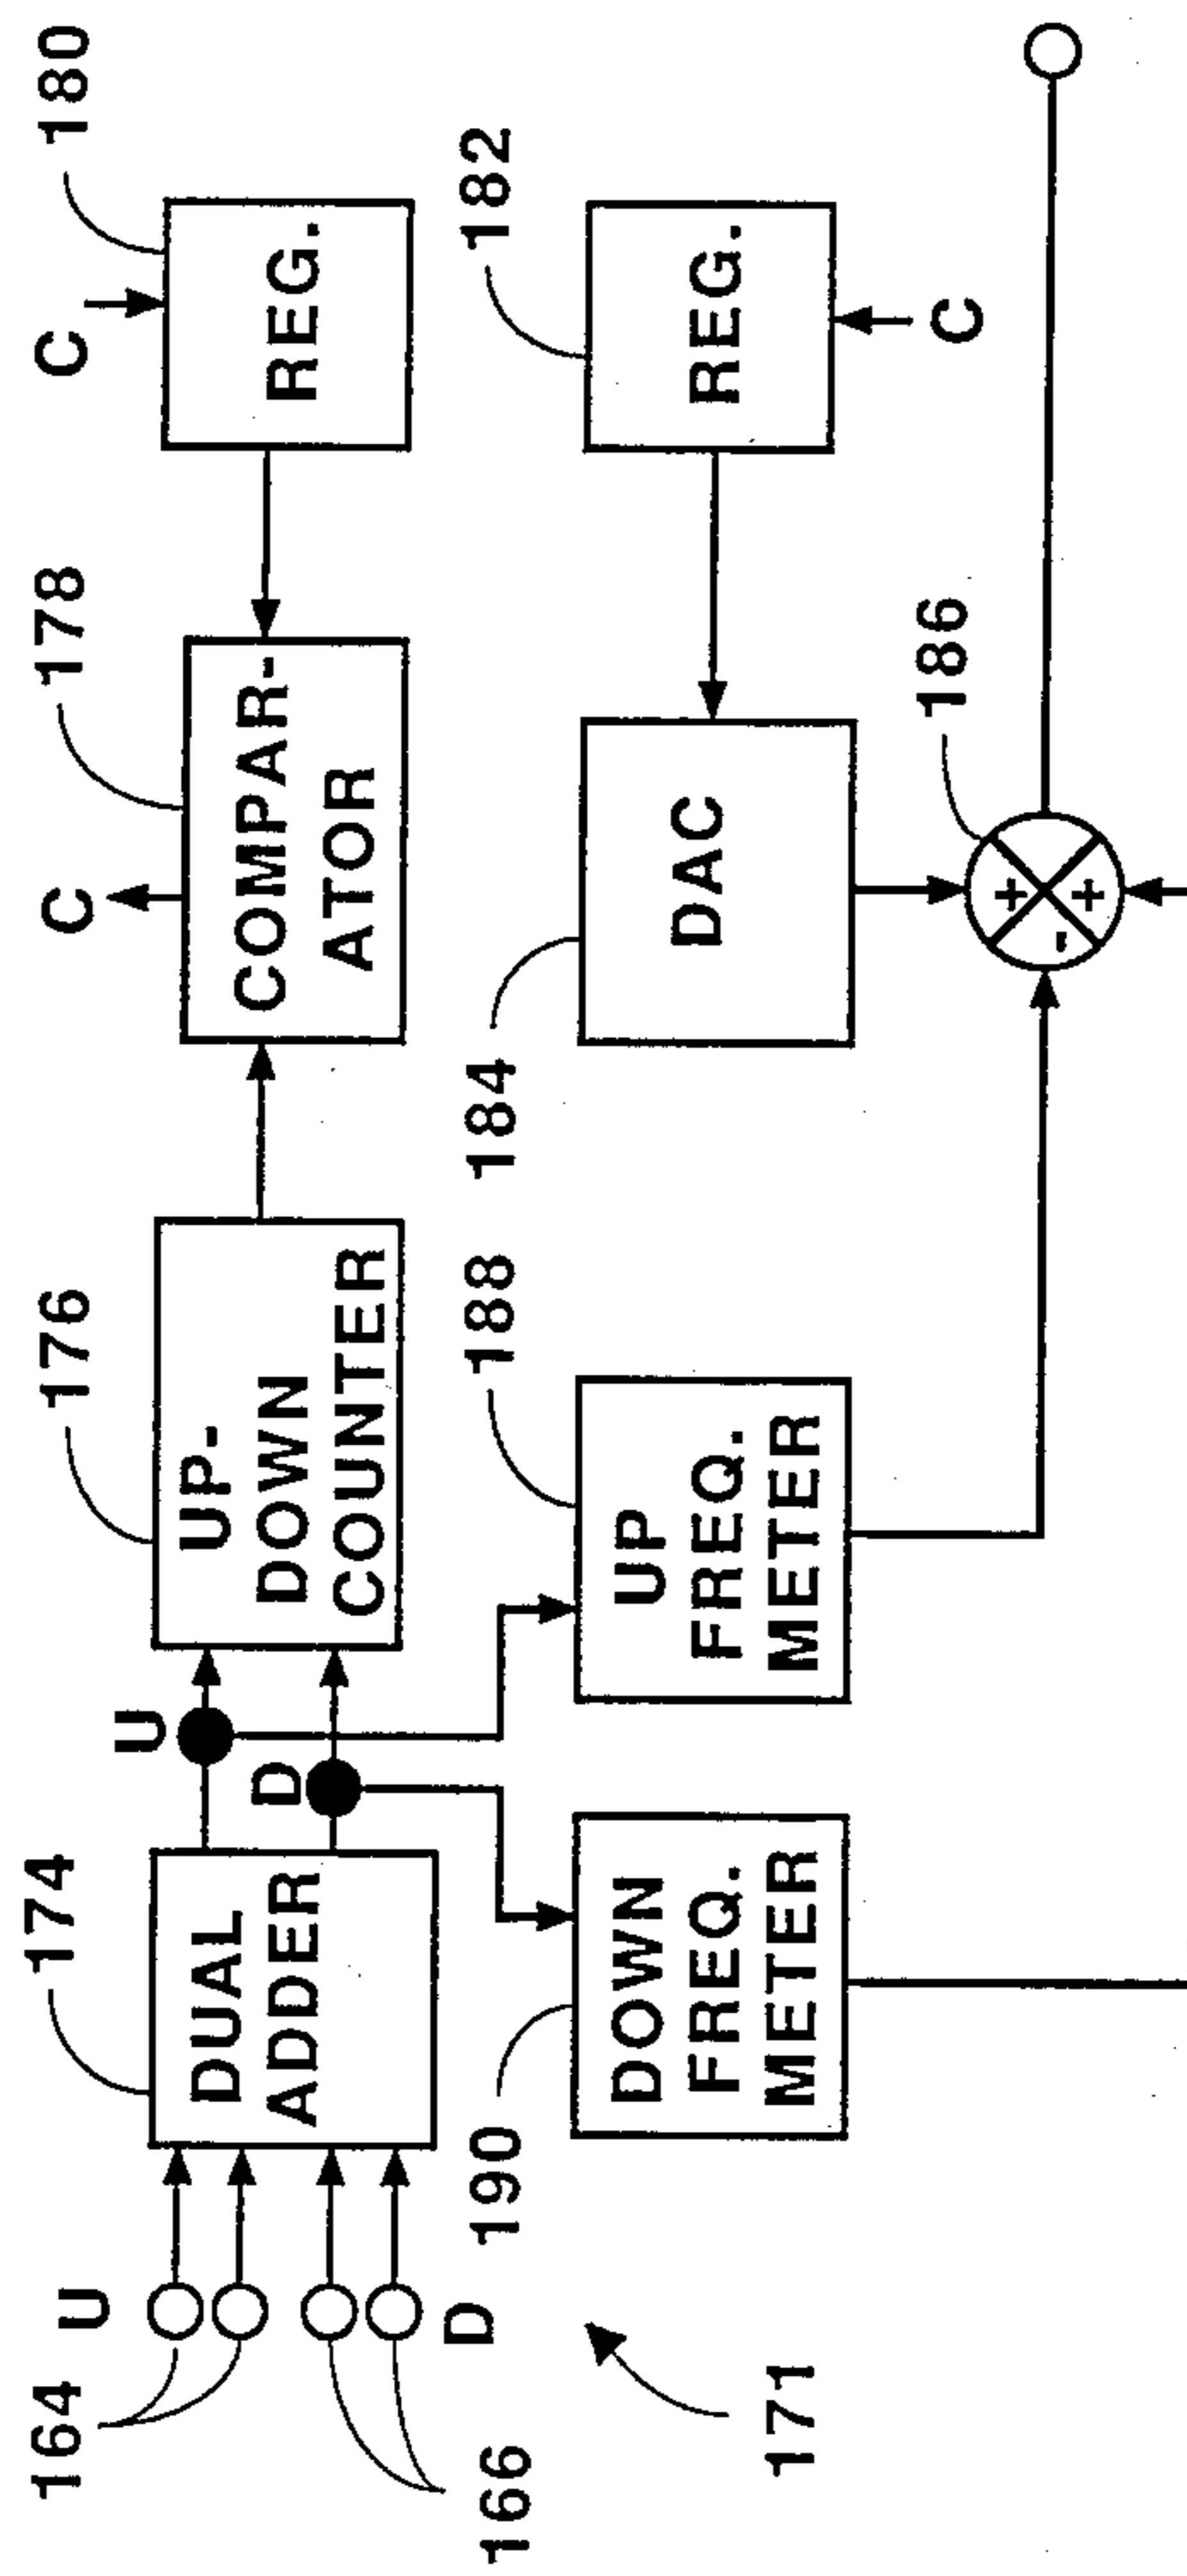 164
U
D
166
171
174
DUAL
ADDER
U
D
176
UP-
DOWN
COUNTER
178
C
COMPAR-
ATOR
180
C
REG.
190
DOWN
FREQ.
METER
188
UP
FREQ.
METER
184
DAC
182
REG.
C
186
+
-
+